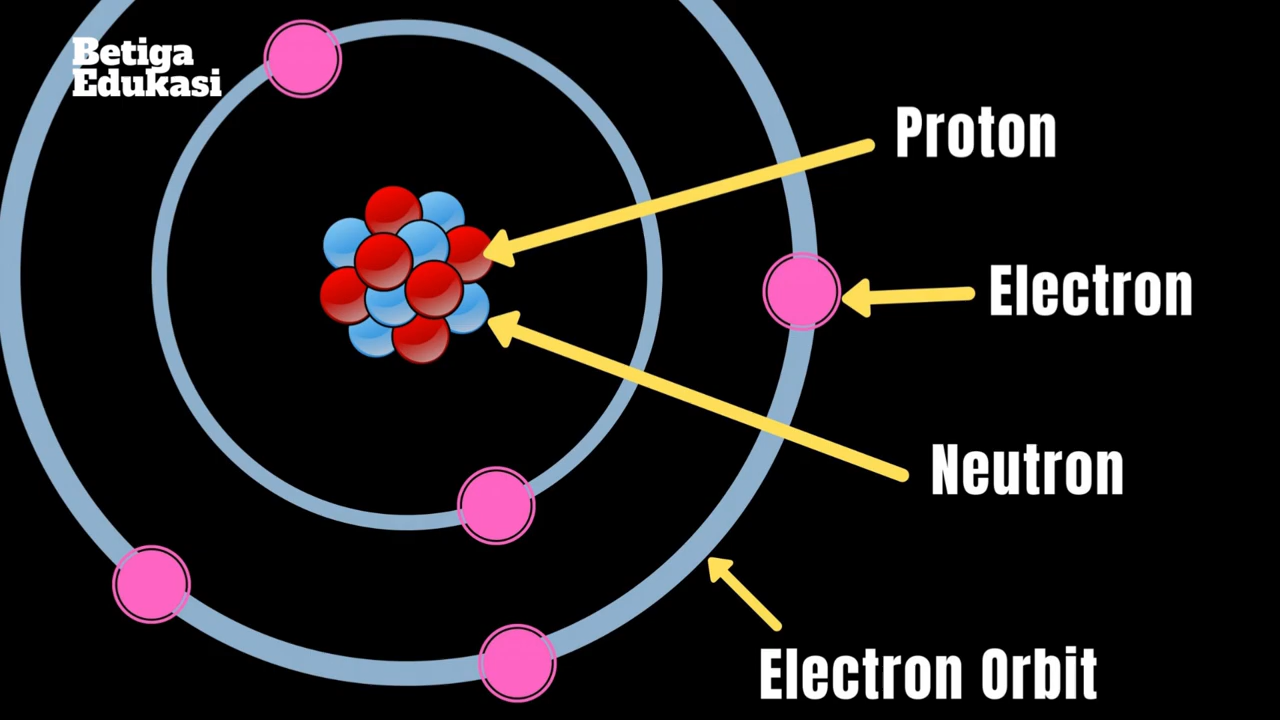 Betiga
Edukasi
Proton
Electron
Neutron
Electron Orbit